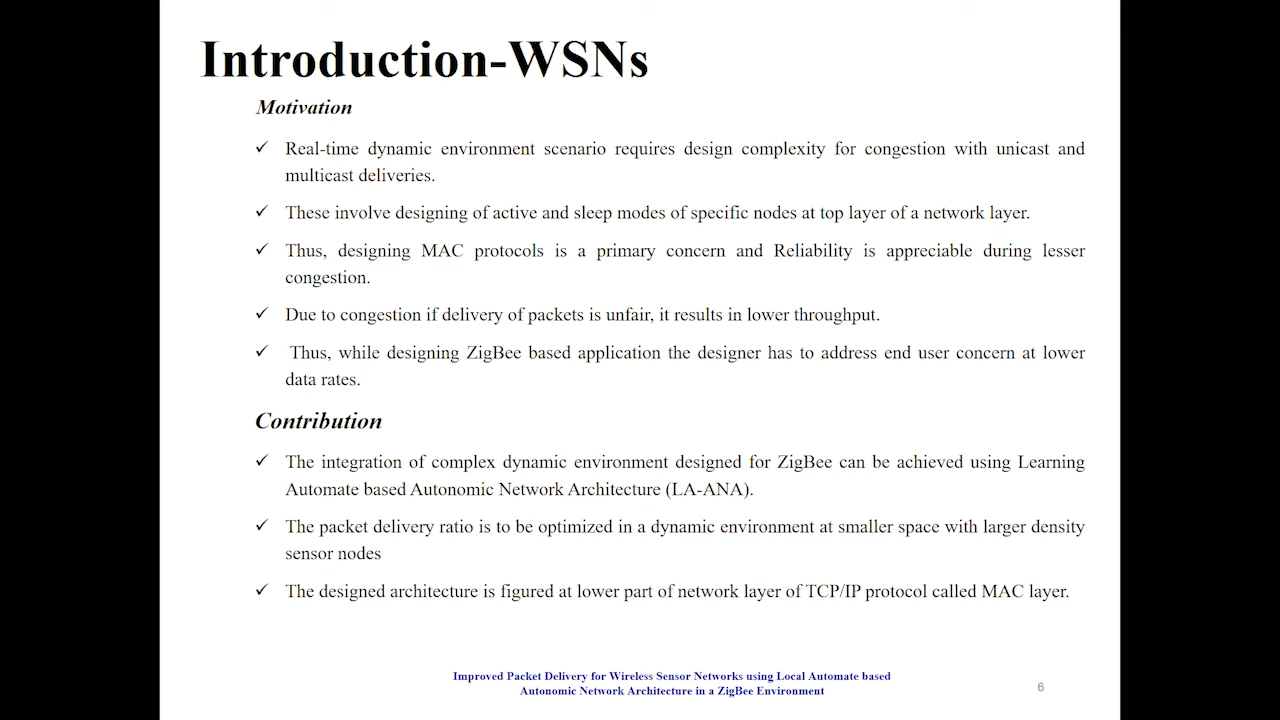 Introduction-WSNs
Motivation
✓ Real-time dynamic environment scenario requires design complexity for congestion with unicast and
multicast deliveries.
✓ These involve designing of active and sleep modes of specific nodes at top layer of a network layer.
✓ Thus, designing MAC protocols is a primary concern and Reliability is appreciable during lesser
congestion.
✓ Due to congestion if delivery of packets is unfair, it results in lower throughput.
✓ Thus, while designing ZigBee based application the designer has to address end user concern at lower
data rates.
Contribution
✓ The integration of complex dynamic environment designed for ZigBee can be achieved using Learning
Automate based Autonomic Network Architecture (LA-ANA).
✓ The packet delivery ratio is to be optimized in a dynamic environment at smaller space with larger density
sensor nodes
✓ The designed architecture is figured at lower part of network layer of TCP/IP protocol called MAC layer.
Improved Packet Delivery for Wireless Sensor Networks using Local Automate based
Autonomic Network Architecture in a ZigBee Environment
6